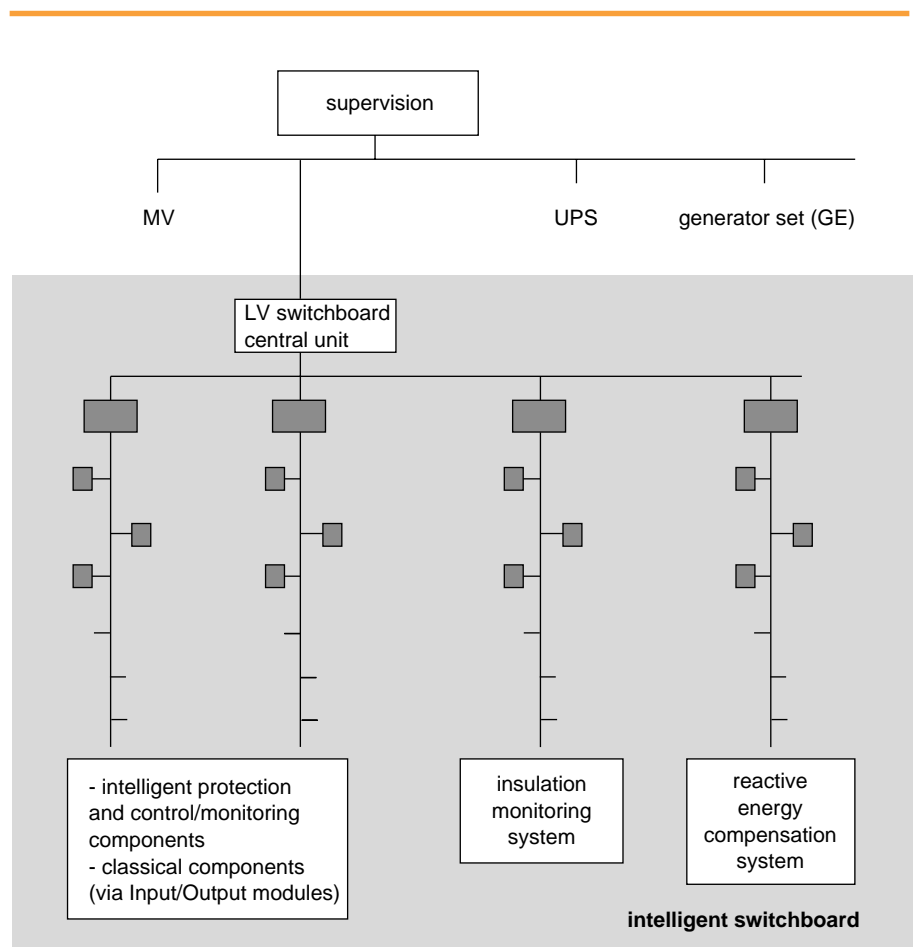 supervision
MV
UPS
generator set (GE)
LV switchboard
central unit
- intelligent protection
and control/monitoring
components
- classical components
(via Input/Output modules)
insulation
monitoring
system
reactive
energy
compensation
system
intelligent switchboard